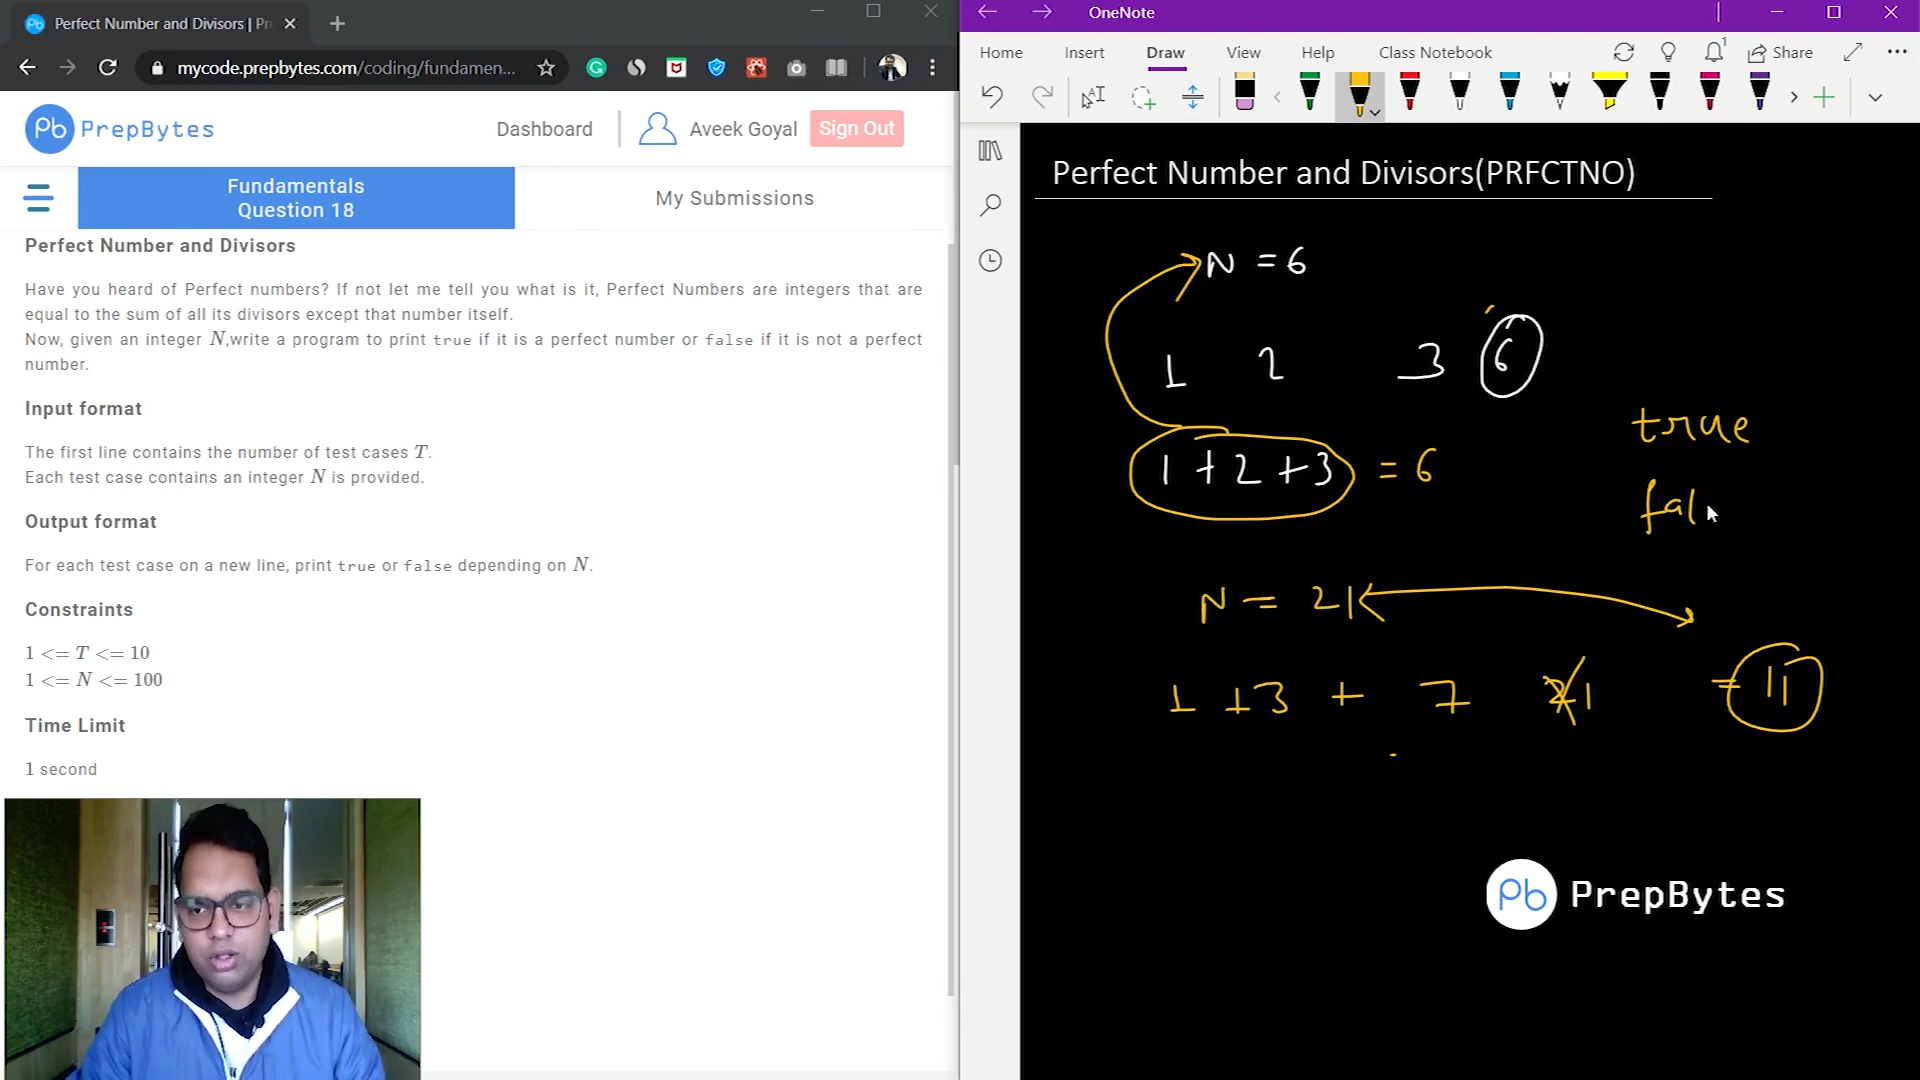 Perfect Number and Divisors | Pr
mycode.prepbytes.com/coding/fundamen...
Pb PrepBytes
Dashboard
Aveek Goyal
Sign Out
Fundamentals
Question 18
My Submissions
Perfect Number and Divisors
Have you heard of Perfect numbers? If not let me tell you what is it, Perfect Numbers are integers that are
equal to the sum of all its divisors except that number itself.
Now, given an integer N,write a program to print true if it is a perfect number or false if it is not a perfect
number.
Input format
The first line contains the number of test cases T.
Each test case contains an integer N is provided.
Output format
For each test case on a new line, print true or false depending on N.
Constraints
1 <= T <= 10
1 <= N <= 100
Time Limit
1 second
OneNote
Home Insert Draw View Help Class Notebook
1
Share
Perfect Number and Divisors(PRFCTNO)
N = 6
1 2 3 6
1 + 2 + 3 = 6
true
fal
N = 21
1 + 3 + 7 21 = 11
Pb PrepBytes